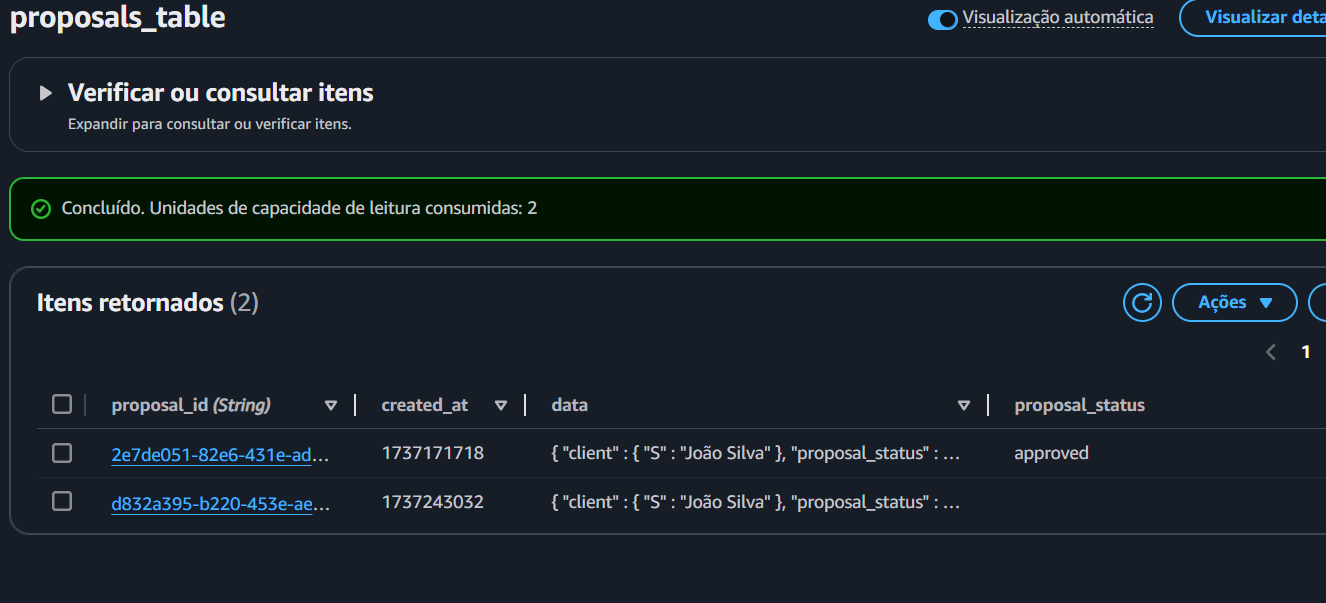 proposals_table
Visualização automática
Visualizar deta
Verificar ou consultar itens
Expandir para consultar ou verificar itens.
Concluído. Unidades de capacidade de leitura consumidas: 2
Itens retornados (2)
Ações
1
proposal_id (String) created_at data proposal_status
2e7de051-82e6-431e-ad... 1737171718 { "client" : { "S" : "João Silva" }, "proposal_status" : ... approved
d832a395-b220-453e-ae... 1737243032 { "client" : { "S" : "João Silva" }, "proposal_status" : ...